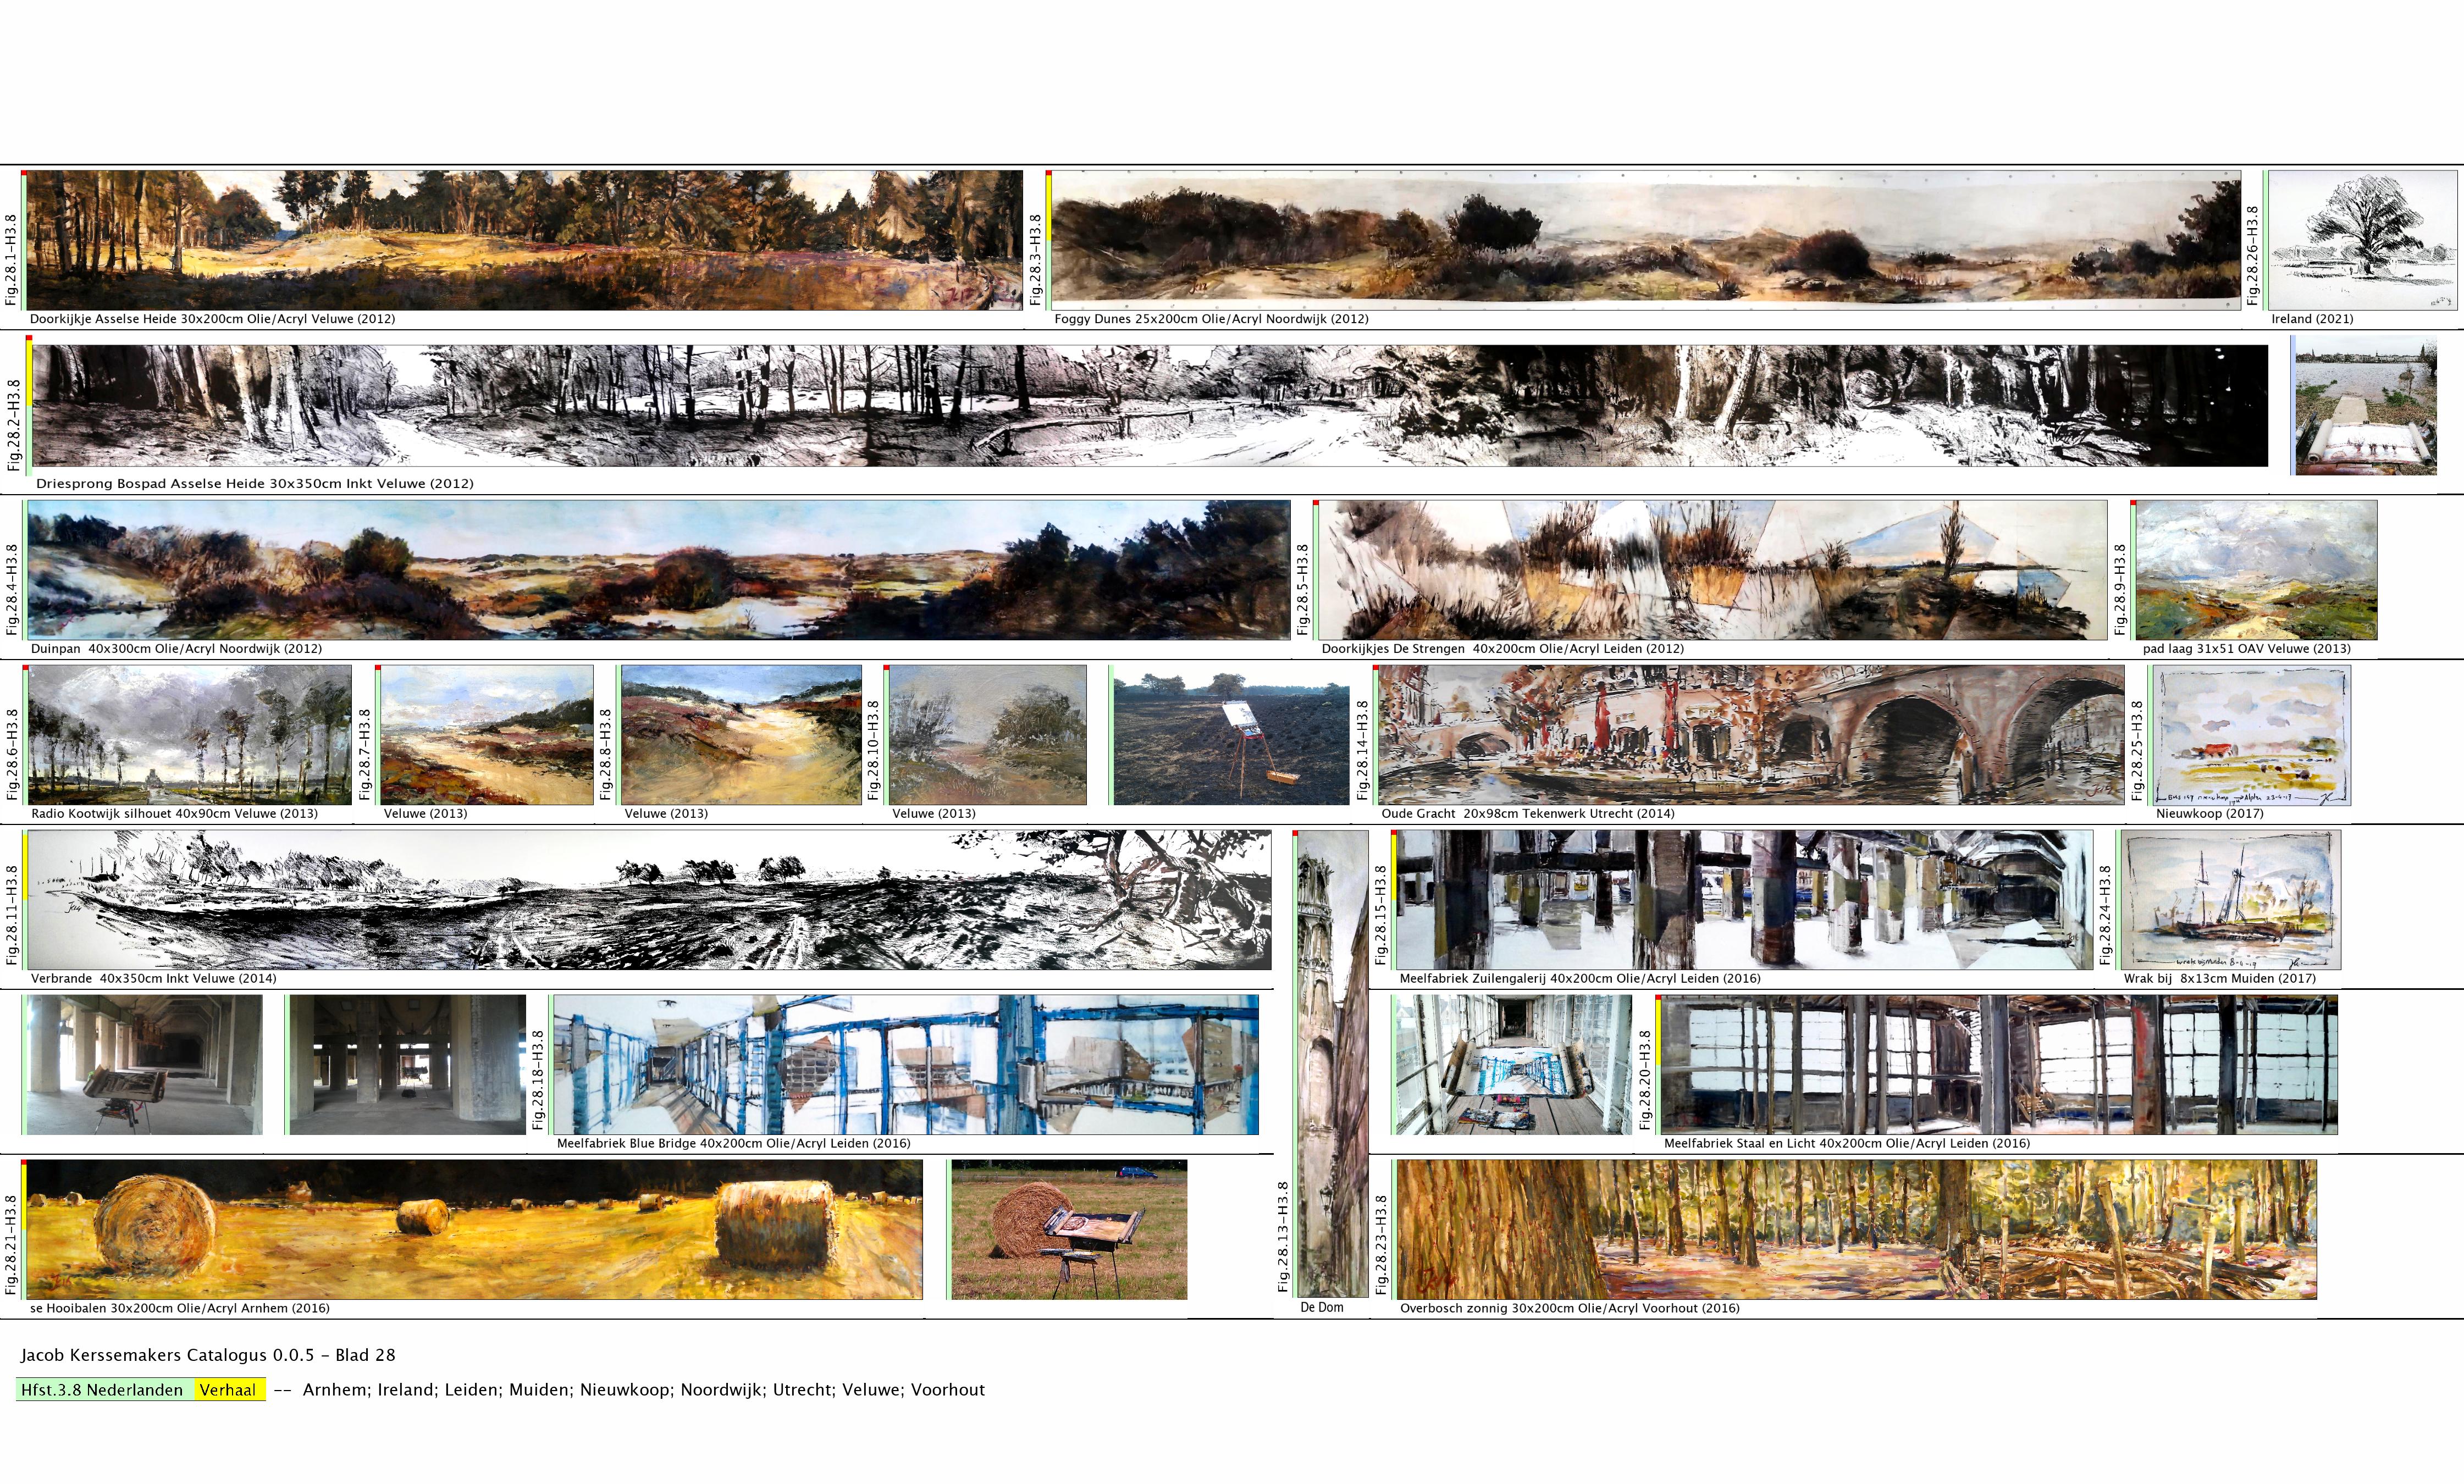 Fig.28.1-H3.8
Doorkijkje Asselse Heide 30x200cm Olie/Acryl Veluwe (2012)
Fig.28.3-H3.8
Foggy Dunes 25x200cm Olie/Acryl Noordwijk (2012)
Fig.28.26-H3.8
Ireland (2021)
Fig.28.2-H3.8
Driesprong Bospad Asselse Heide 30x350cm Inkt Veluwe (2012)
Fig.28.4-H3.8
Duinpan 40x300cm Olie/Acryl Noordwijk (2012)
Fig.28.5-H3.8
Doorkijkjes De Strengen 40x200cm Olie/Acryl Leiden (2012)
Fig.28.9-H3.8
pad laag 31x51 OAV Veluwe (2013)
Fig.28.6-H3.8
Radio Kootwijk silhouet 40x90cm Veluwe (2013)
Fig.28.7-H3.8
Veluwe (2013)
Fig.28.8-H3.8
Veluwe (2013)
Fig.28.10-H3.8
Veluwe (2013)
Fig.28.14-H3.8
Oude Gracht 20x98cm Tekenwerk Utrecht (2014)
Fig.28.25-H3.8
Nieuwkoop (2017)
Fig.28.11-H3.8
Verbrande 40x350cm Inkt Veluwe (2014)
Fig.28.15-H3.8
Meelfabriek Zuilengalerij 40x200cm Olie/Acryl Leiden (2016)
Fig.28.24-H3.8
Wrak bij Muiden
Wrak bij 8x13cm Muiden (2017)
Fig.28.18-H3.8
Meelfabriek Blue Bridge 40x200cm Olie/Acryl Leiden (2016)
Fig.28.20-H3.8
Meelfabriek Staal en Licht 40x200cm Olie/Acryl Leiden (2016)
Fig.28.21-H3.8
se Hooibalen 30x200cm Olie/Acryl Arnhem (2016)
Fig.28.13-H3.8
De Dom
Fig.28.23-H3.8
Overbosch zonnig 30x200cm Olie/Acryl Voorhout (2016)
Jacob Kerssemakers Catalogus 0.0.5 - Blad 28
Hfst.3.8 Nederlanden Verhaal -- Arnhem; Ireland; Leiden; Muiden; Nieuwkoop; Noordwijk; Utrecht; Veluwe; Voorhout